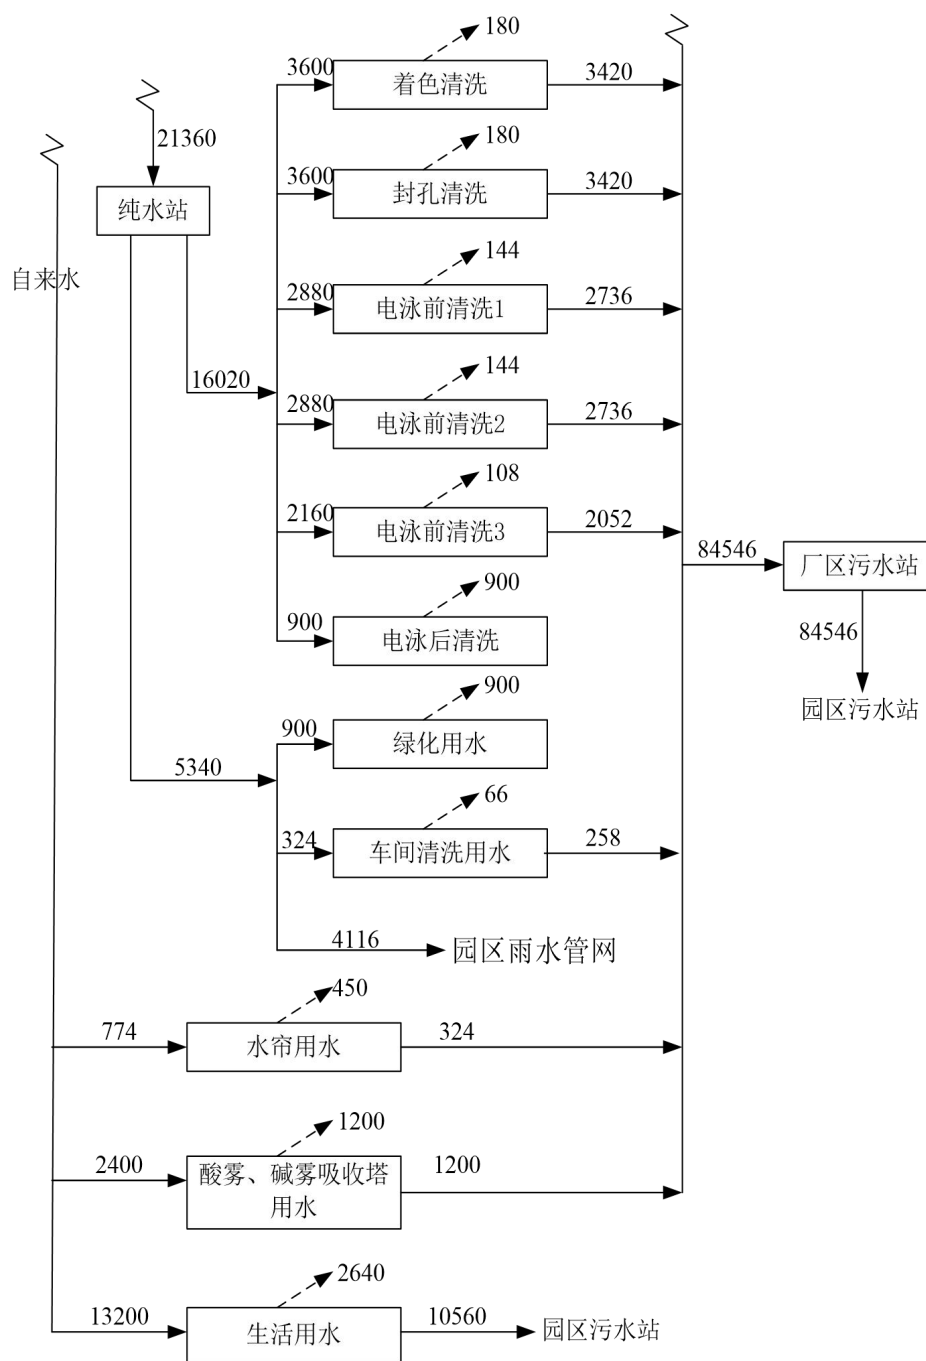 180
3600
着色清洗
3420
21360
180
3600
封孔清洗
3420
纯水站
144
自来水
2880
电泳前清洗1
2736
16020
144
2880
电泳前清洗2
2736
108
2160
电泳前清洗3
2052
84546
厂区污水站
900
900
电泳后清洗
84546
900
园区污水站
900
绿化用水
5340
66
324
车间清洗用水
258
4116
园区雨水管网
450
774
水帘用水
324
1200
2400
酸雾、碱雾吸收塔
用水
1200
2640
13200
生活用水
10560
园区污水站